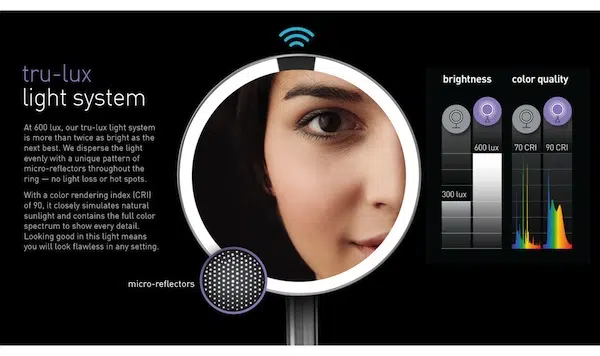 tru-lux
light system
At 600 lux, our tru-lux light system
is more than twice as bright as the
next best. We disperse the light
evenly with a unique pattern of
micro-reflectors throughout the
ring — no light loss or hot spots.
With a color rendering index (CRI)
of 90, it closely simulates natural
sunlight and contains the full color
spectrum to show every detail.
Looking good in this light means
you will look flawless in any setting.
micro-reflectors
brightness
300 lux
600 lux
color quality
70 CRI
90 CRI